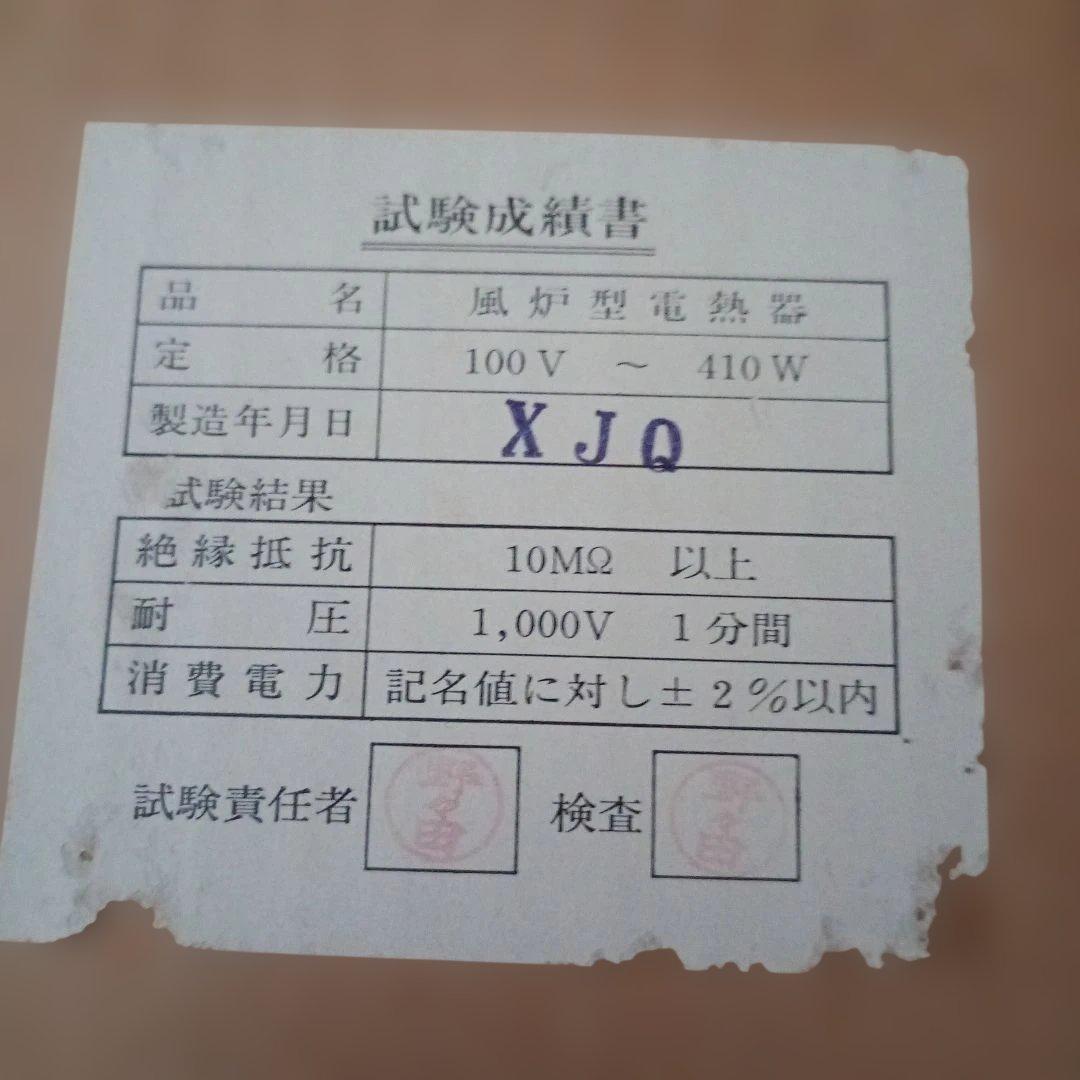 試験成績書
品名 風炉型電熱器
定格 100V ～ 410W
製造年月日 XJQ
試験結果
絶縁抵抗 10MΩ 以上
耐圧 1,000V 1分間
消費電力 記名値に対し±2%以内
試験責任者 検査